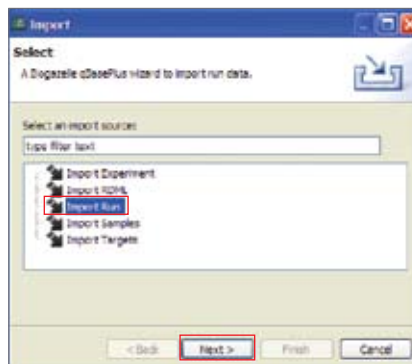 Import
Select
A Biogazelle qBasePlus wizard to import run data.
Select an import source:
type filter text
Import Experiment
Import RDML
Import Run
Import Samples
Import Targets
< Back
Next >
Finish
Cancel